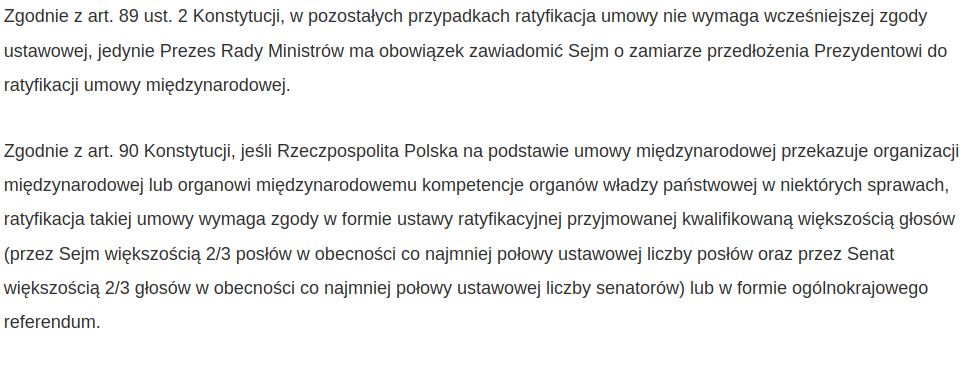 Zgodnie z art. 89 ust. 2 Konstytucji, w pozostałych przypadkach ratyfikacja umowy nie wymaga wcześniejszej zgody
ustawowej, jedynie Prezes Rady Ministrów ma obowiązek zawiadomić Sejm o zamiarze przedłożenia Prezydentowi do
ratyfikacji umowy międzynarodowej.
Zgodnie z art. 90 Konstytucji, jeśli Rzeczpospolita Polska na podstawie umowy międzynarodowej przekazuje organizacji
międzynarodowej lub organowi międzynarodowemu kompetencje organów władzy państwowej w niektórych sprawach,
ratyfikacja takiej umowy wymaga zgody w formie ustawy ratyfikacyjnej przyjmowanej kwalifikowaną większością głosów
(przez Sejm większością 2/3 posłów w obecności co najmniej połowy ustawowej liczby posłów oraz przez Senat
większością 2/3 głosów w obecności co najmniej połowy ustawowej liczby senatorów) lub w formie ogólnokrajowego
referendum.